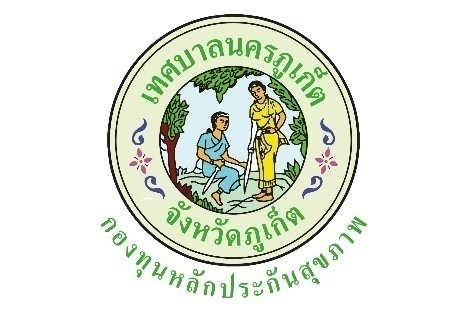 เทศบาลนครภูเก็ต
จังหวัดภูเก็ต
กองทุนหลักประกันสุขภาพ